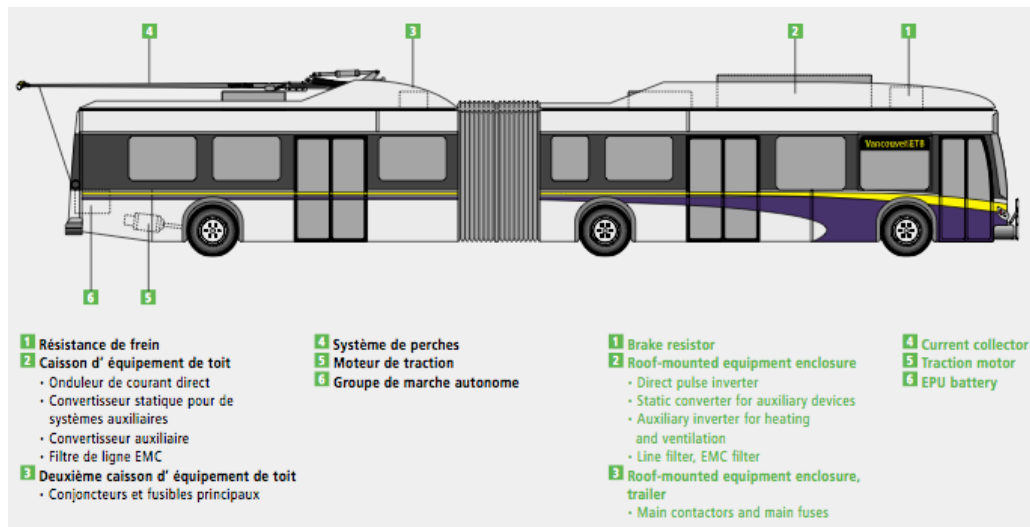 4
3
2
1
Vancouver ETB
6
5
1 Résistance de frein
2 Caisson d’ équipement de toit
· Onduleur de courant direct
· Convertisseur statique pour de
systèmes auxiliaires
· Convertisseur auxiliaire
· Filtre de ligne EMC
3 Deuxième caisson d’ équipement de toit
· Conjoncteurs et fusibles principaux
4 Système de perches
5 Moteur de traction
6 Groupe de marche autonome
1 Brake resistor
2 Roof-mounted equipment enclosure
· Direct pulse inverter
· Static converter for auxiliary devices
· Auxiliary inverter for heating
and ventilation
· Line filter, EMC filter
3 Roof-mounted equipment enclosure,
trailer
· Main contactors and main fuses
4 Current collector
5 Traction motor
6 EPU battery